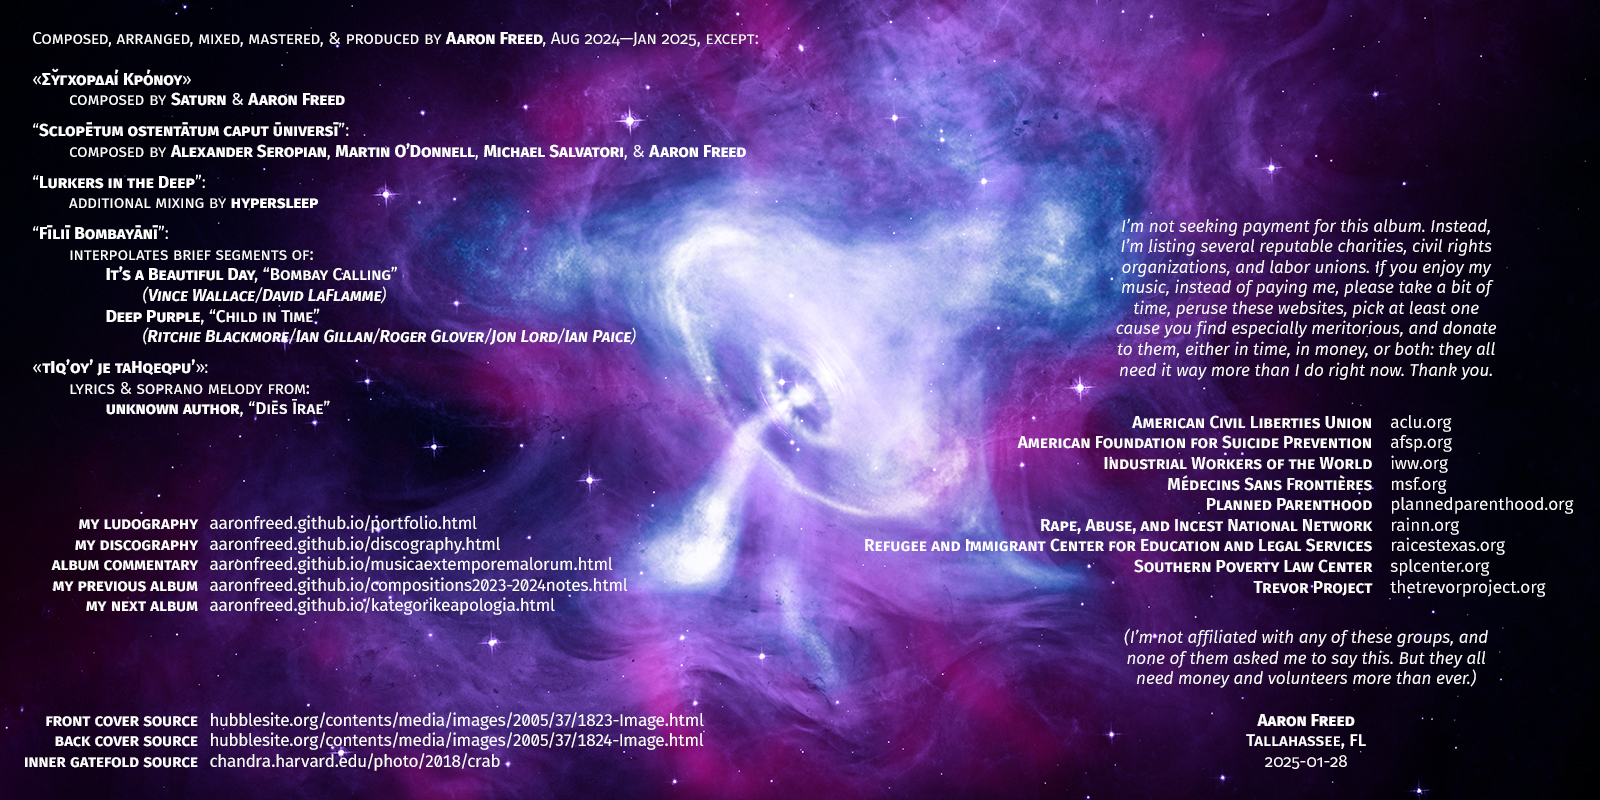 Composed, arranged, mixed, mastered, & produced by Aaron Freed, Aug 2024—Jan 2025, except:
«Σῠγχορδαί Κρόνου»
composed by Saturn & Aaron Freed
“Sclopētum ostentātum caput ūniversī”:
composed by Alexander Seropian, Martin O’Donnell, Michael Salvatori, & Aaron Freed
“Lurkers in the Deep”:
additional mixing by hypersleep
“Fīliī Bombayānī”:
interpolates brief segments of:
It’s a Beautiful Day, “Bombay Calling”
(Vince Wallace/David LaFlamme)
Deep Purple, “Child in Time”
(Ritchie Blackmore/Ian Gillan/Roger Glover/Jon Lord/Ian Paice)
«tIq’oy’ je taHqeqpu’»:
lyrics & soprano melody from:
unknown author, “Diēs Īrae”
my ludography aaronfreed.github.io/portfolio.html
my discography aaronfreed.github.io/discography.html
album commentary aaronfreed.github.io/musicaextemporemalorum.html
my previous album aaronfreed.github.io/compositions2023-2024notes.html
my next album aaronfreed.github.io/kategorikeapologia.html
front cover source hubblesite.org/contents/media/images/2005/37/1823-Image.html
back cover source hubblesite.org/contents/media/images/2005/37/1824-Image.html
inner gatefold source chandra.harvard.edu/photo/2018/crab
I’m not seeking payment for this album. Instead,
I’m listing several reputable charities, civil rights
organizations, and labor unions. If you enjoy my
music, instead of paying me, please take a bit of
time, peruse these websites, pick at least one
cause you find especially meritorious, and donate
to them, either in time, in money, or both: they all
need it way more than I do right now. Thank you.
American Civil Liberties Union aclu.org
American Foundation for Suicide Prevention afsp.org
Industrial Workers of the World iww.org
Médecins Sans Frontières msf.org
Planned Parenthood plannedparenthood.org
Rape, Abuse, and Incest National Network rainn.org
Refugee and Immigrant Center for Education and Legal Services raicestexas.org
Southern Poverty Law Center splcenter.org
Trevor Project thetrevorproject.org
(I’m not affiliated with any of these groups, and
none of them asked me to say this. But they all
need money and volunteers more than ever.)
Aaron Freed
Tallahassee, FL
2025-01-28